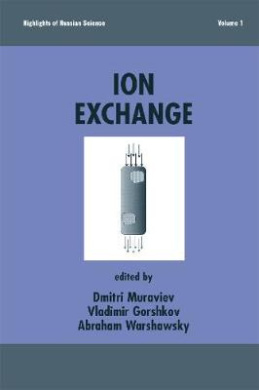 Highlights of Russian Science Volume 1
ION
EXCHANGE
edited by
Dmitri Muraviev
Vladimir Gorshkov
Abraham Warshawsky